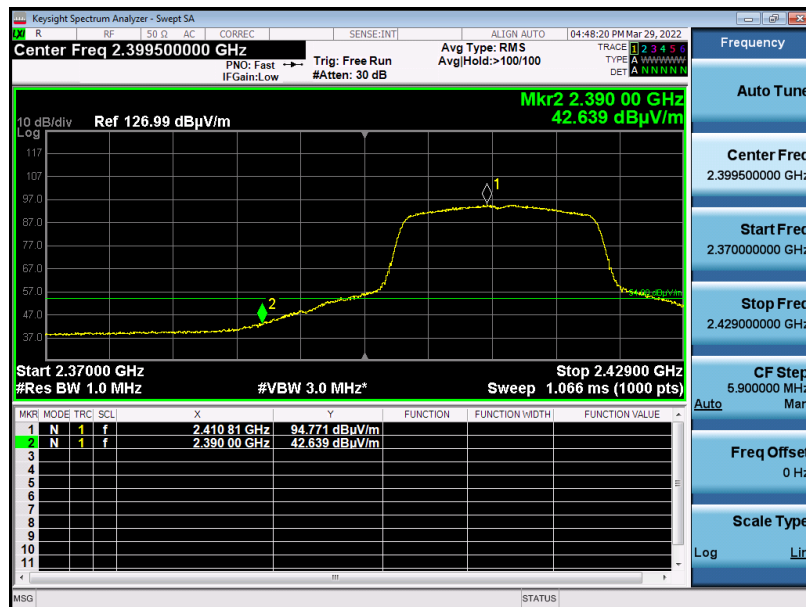 Keysight Spectrum Analyzer - Swept SA
LXI R RF 50 Ω AC CORREC SENSE:INT ALIGN AUTO 04:48:20 PM Mar 29, 2022
Center Freq 2.399500000 GHz
PNO: Fast
IFGain:Low
Trig: Free Run
#Atten: 30 dB
Avg Type: RMS
Avg|Hold:>100/100
TRACE 1 2 3 4 5 6
TYPE A WWWWW
DET A N N N N N
Mkr2 2.390 00 GHz
42.639 dBµV/m
10 dB/div Ref 126.99 dBµV/m
Log
117
107
97.0
87.0
77.0
67.0
57.0
47.0
37.0
1
2
Start 2.37000 GHz Stop 2.42900 GHz
#Res BW 1.0 MHz #VBW 3.0 MHz* Sweep 1.066 ms (1000 pts)
MKR MODE TRC SCL X Y FUNCTION FUNCTION WIDTH FUNCTION VALUE
1 N 1 f 2.410 81 GHz 94.771 dBµV/m
2 N 1 f 2.390 00 GHz 42.639 dBµV/m
3
4
5
6
7
8
9
10
11
MSG STATUS
Frequency
Auto Tune
Center Freq
2.399500000 GHz
Start Freq
2.370000000 GHz
Stop Freq
2.429000000 GHz
CF Step
5.900000 MHz
Auto Man
Freq Offset
0 Hz
Scale Type
Log Lin